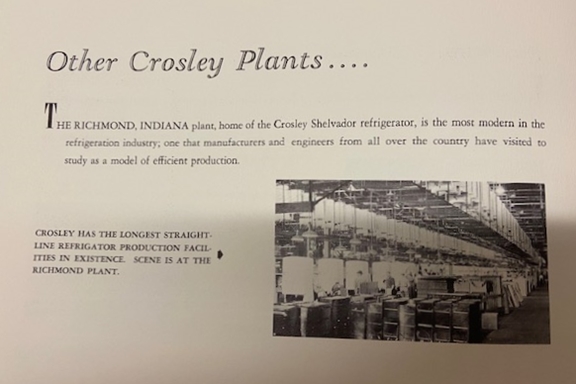 Other Crosley Plants....
THE RICHMOND, INDIANA plant, home of the Crosley Shelvador refrigerator, is the most modern in the
refrigeration industry; one that manufacturers and engineers from all over the country have visited to
study as a model of efficient production.
CROSLEY HAS THE LONGEST STRAIGHT-
LINE REFRIGATOR PRODUCTION FACIL-
ITIES IN EXISTENCE. SCENE IS AT THE
RICHMOND PLANT.